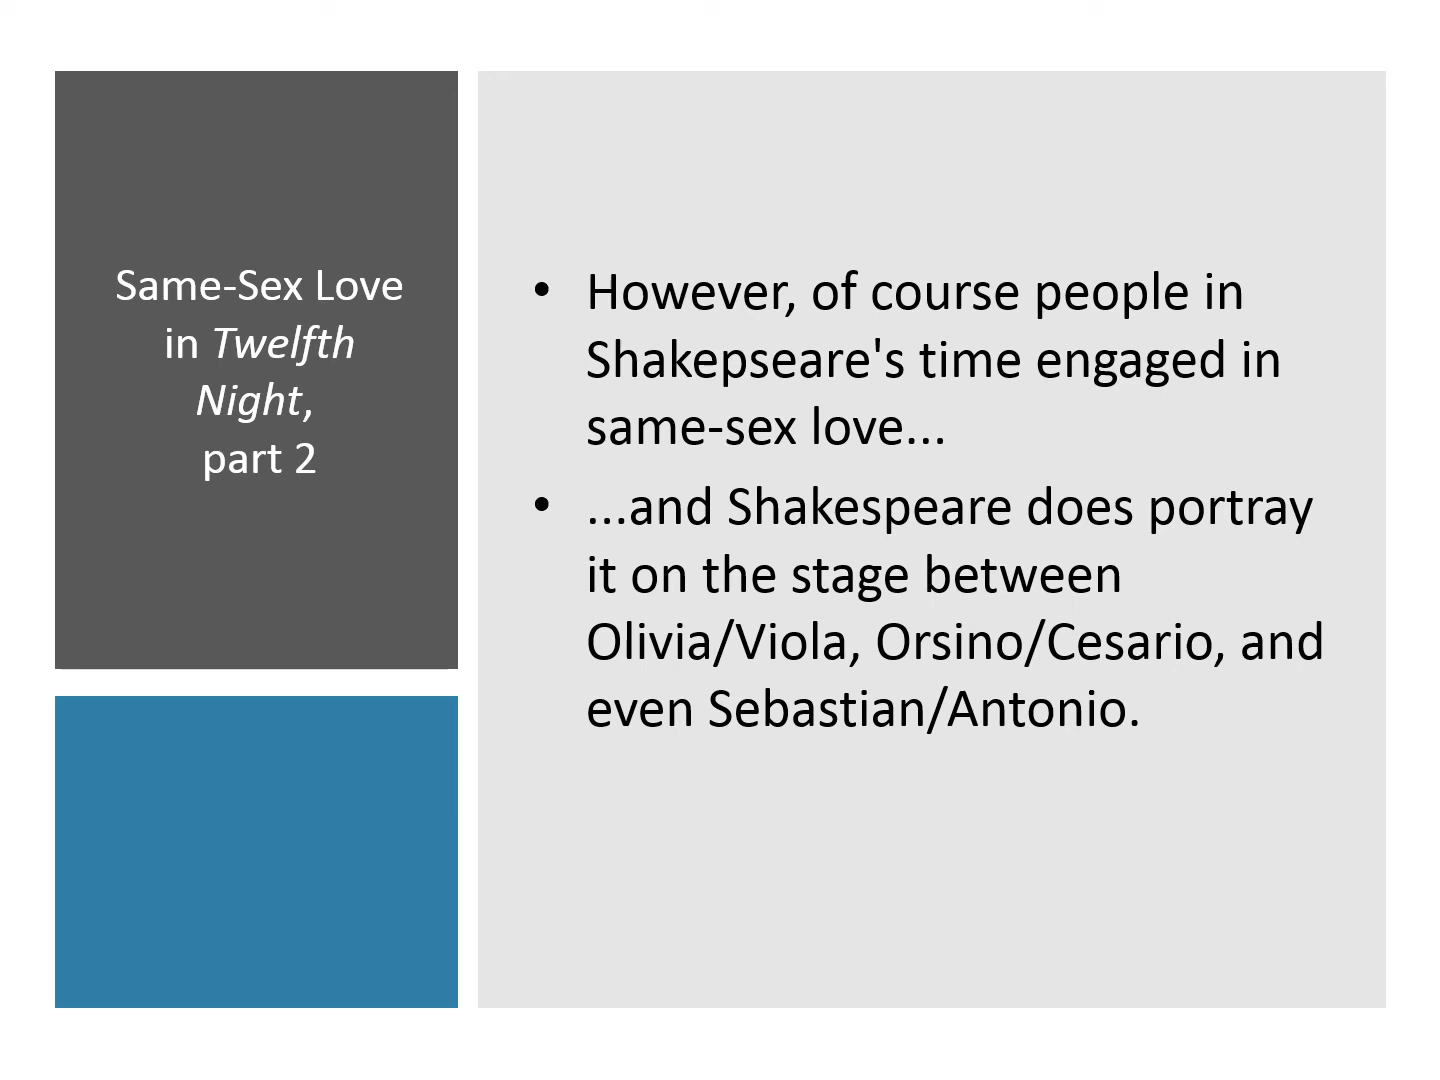 Same-Sex Love
in Twelfth
Night,
part 2
• However, of course people in
Shakepseare's time engaged in
same-sex love...
• ...and Shakespeare does portray
it on the stage between
Olivia/Viola, Orsino/Cesario, and
even Sebastian/Antonio.